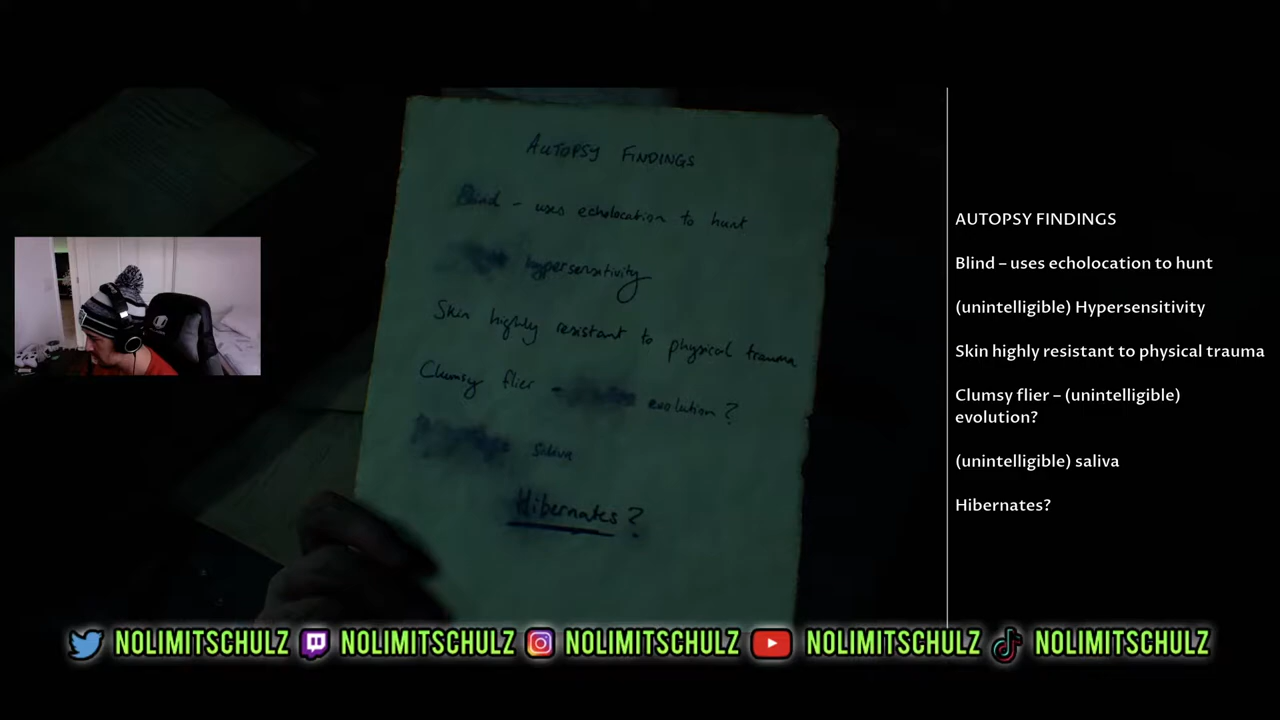 AUTOPSY FINDINGS
Blind - uses echolocation to hunt
hypersensitivity
Skin highly resistant to physical trauma
Clumsy flier - evolution?
saliva
Hibernates?
AUTOPSY FINDINGS
Blind – uses echolocation to hunt
(unintelligible) Hypersensitivity
Skin highly resistant to physical trauma
Clumsy flier – (unintelligible)
evolution?
(unintelligible) saliva
Hibernates?
NOLIMITSCHULZ NOLIMITSCHULZ NOLIMITSCHULZ NOLIMITSCHULZ NOLIMITSCHULZ